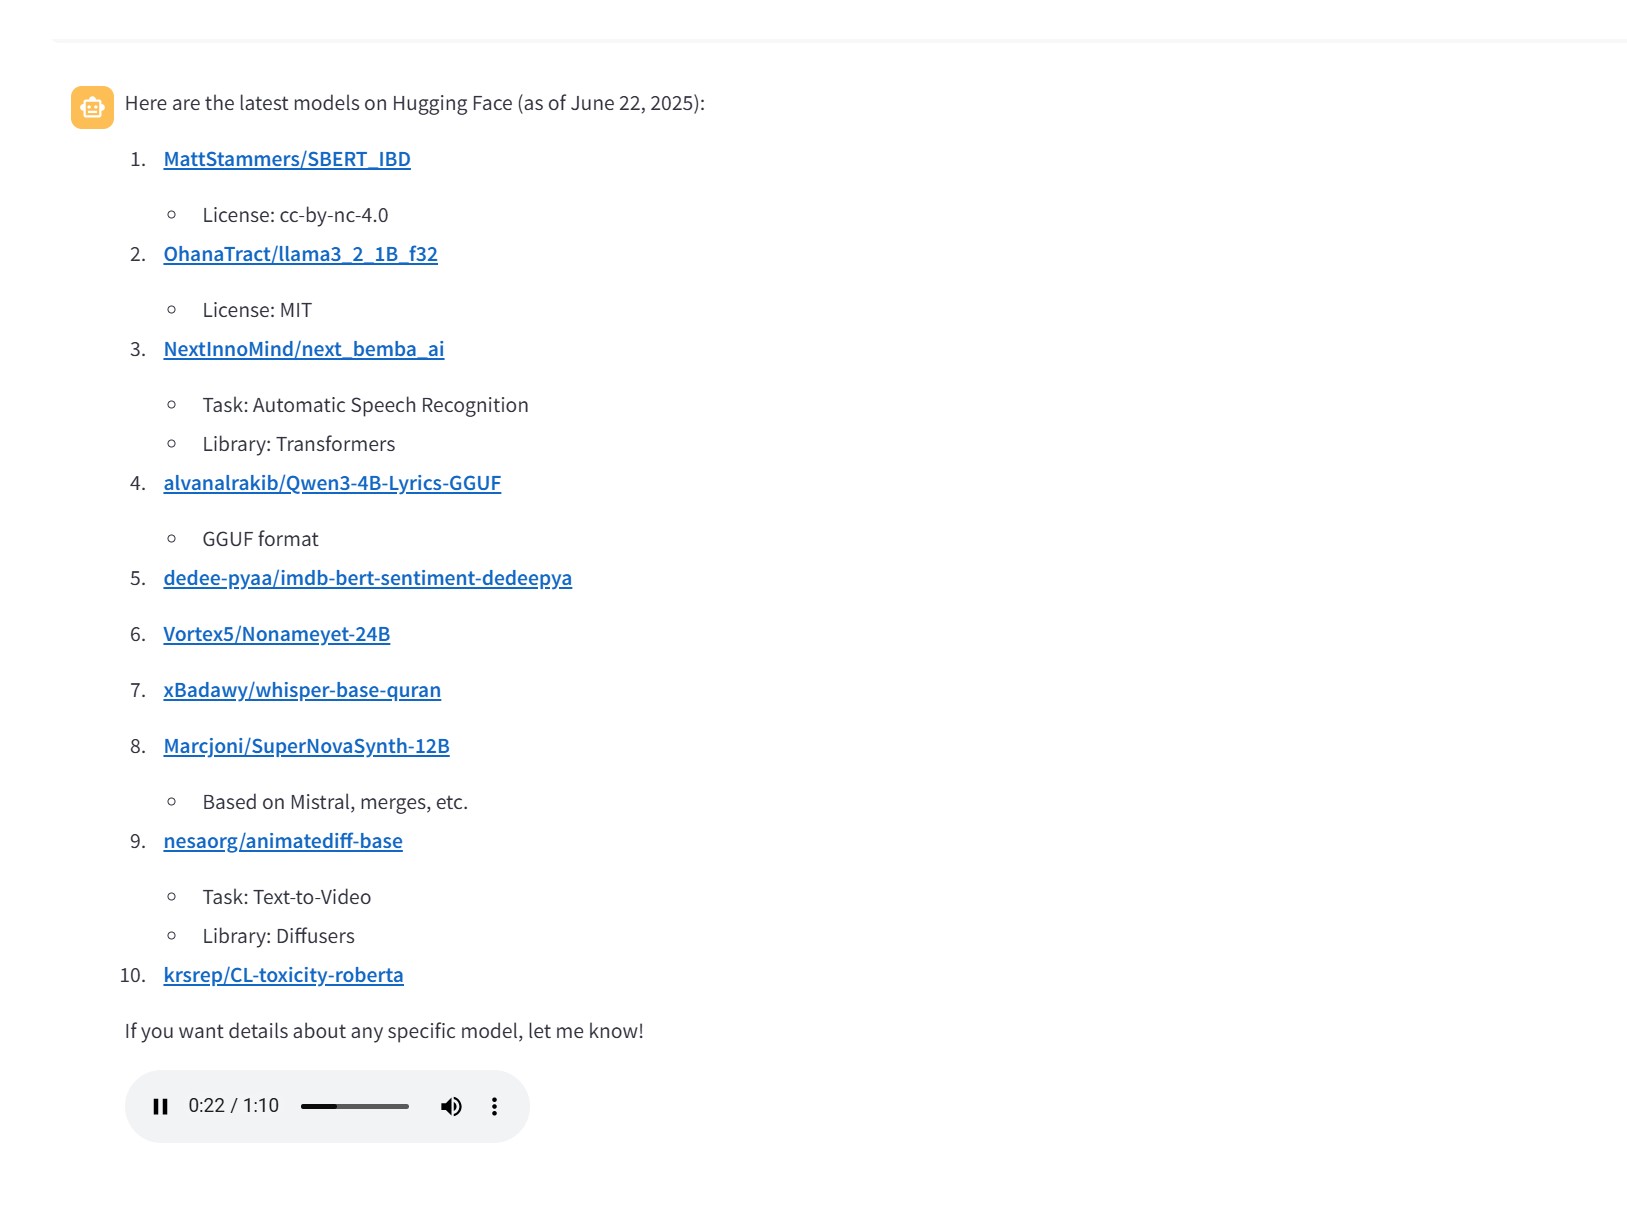 Here are the latest models on Hugging Face (as of June 22, 2025):
1. MattStammers/SBERT_IBD
○ License: cc-by-nc-4.0
2. OhanaTract/llama3_2_1B_f32
○ License: MIT
3. NextInnoMind/next_bemba_ai
○ Task: Automatic Speech Recognition
○ Library: Transformers
4. alvanalrakib/Qwen3-4B-Lyrics-GGUF
○ GGUF format
5. dedee-pyaa/imdb-bert-sentiment-dedeepya
6. Vortex5/Nonameyet-24B
7. xBadawy/whisper-base-quran
8. Marcjoni/SuperNovaSynth-12B
○ Based on Mistral, merges, etc.
9. nesaorg/animatediff-base
○ Task: Text-to-Video
○ Library: Diffusers
10. krsrep/CL-toxicity-roberta
If you want details about any specific model, let me know!
0:22 / 1:10